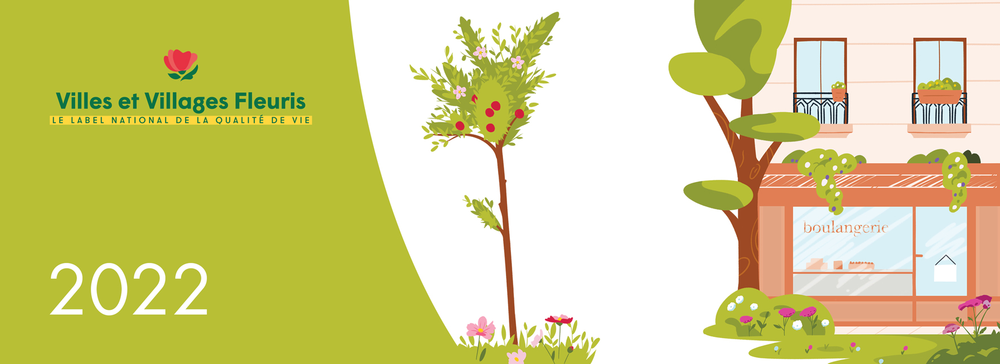 Villes et Villages Fleuris
LE LABEL NATIONAL DE LA QUALITÉ DE VIE
2022
boulangerie